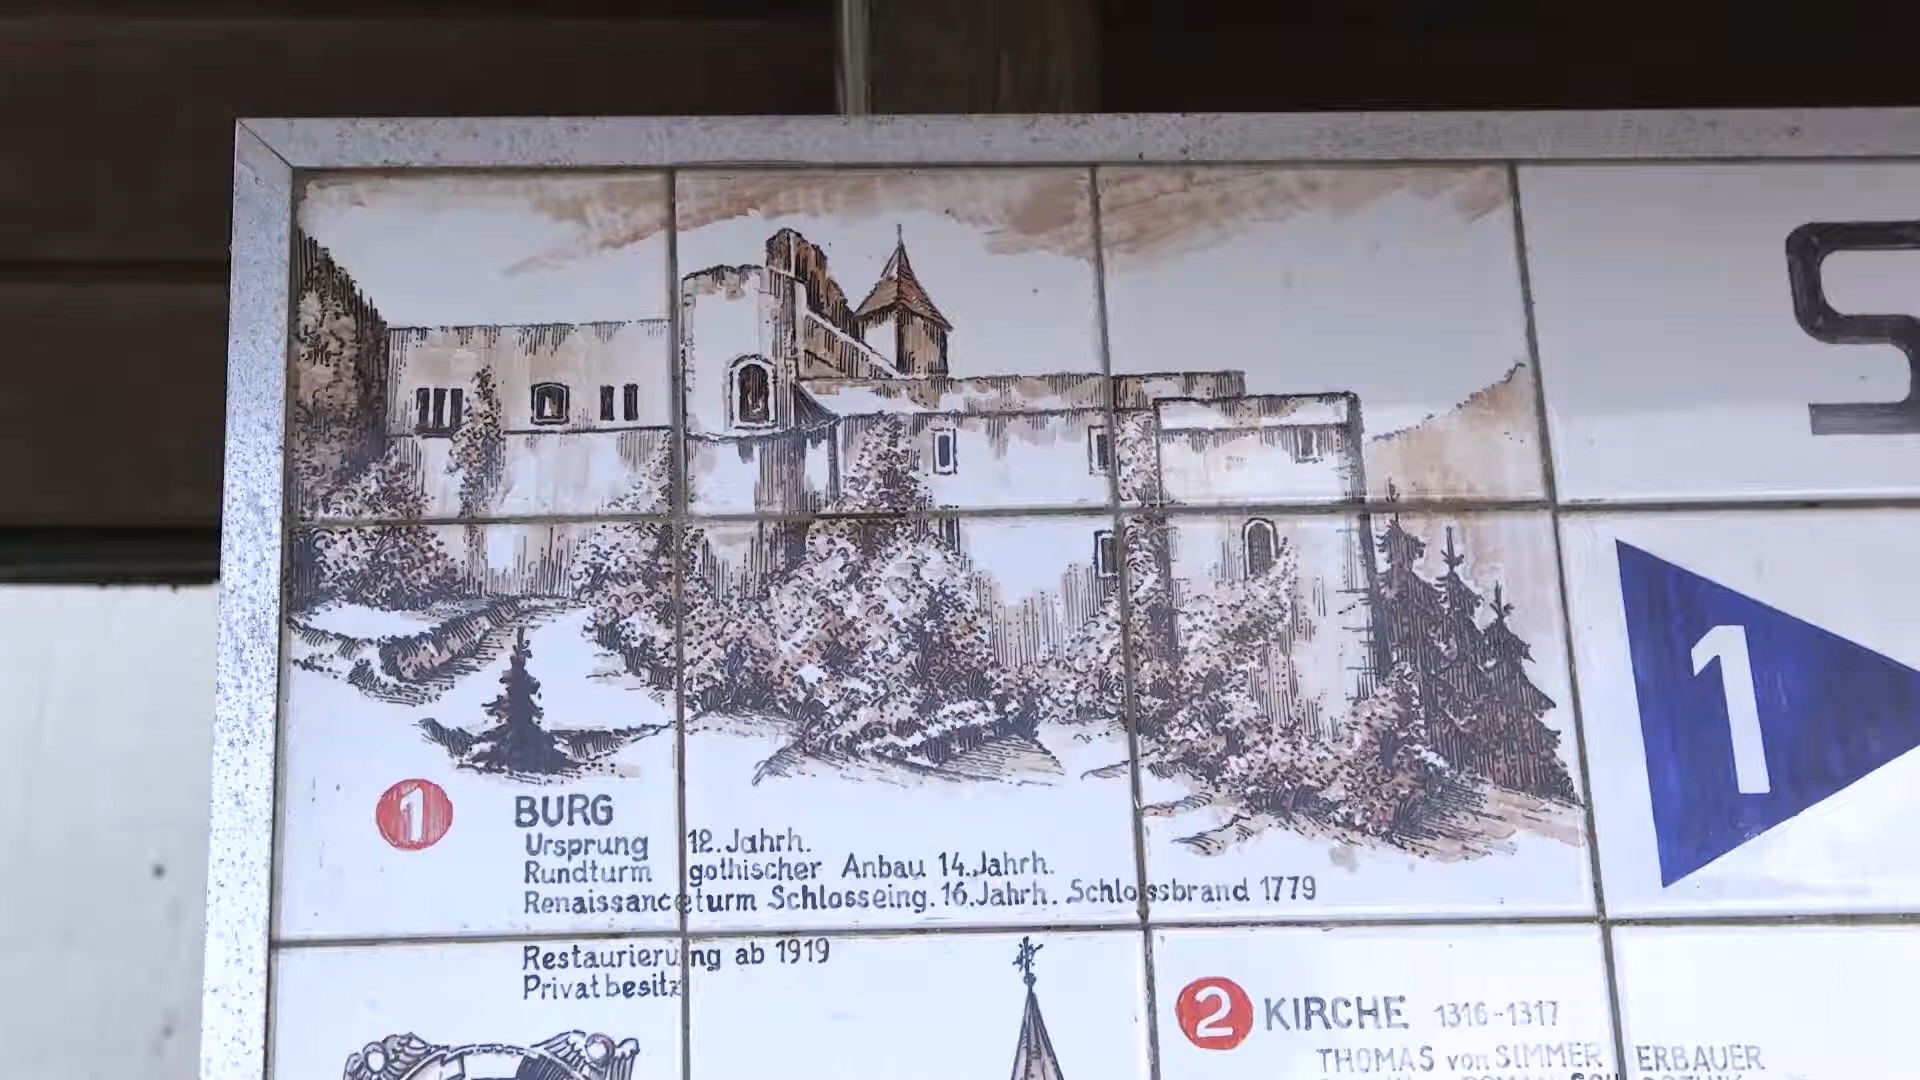 S
1
1 BURG
Ursprung 12.Jahrh.
Rundturm gothischer Anbau 14.Jahrh.
Renaissanceturm Schlosseing. 16.Jahrh. Schlossbrand 1779
Restaurierung ab 1919
Privatbesitz
2 KIRCHE 1316-1317
THOMAS von SIMMER ERBAUER